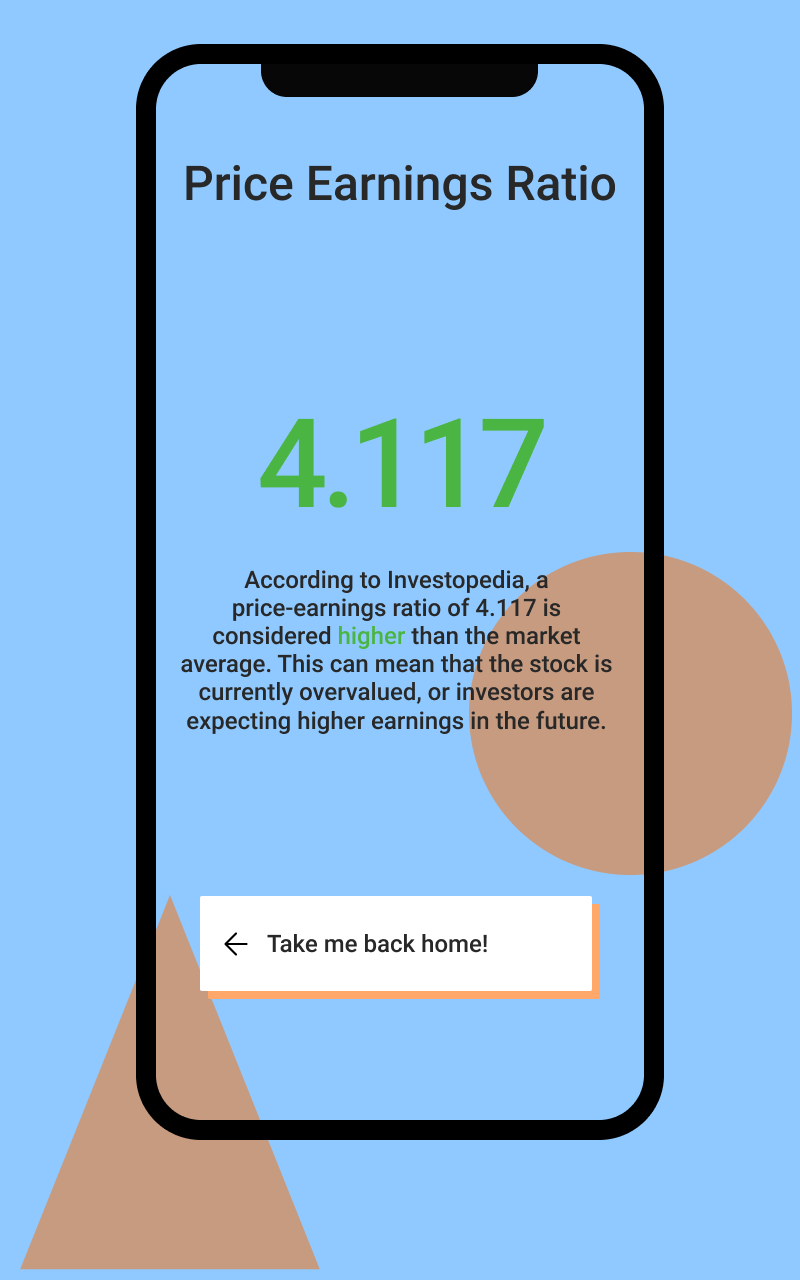 Price Earnings Ratio
4.117
According to Investopedia, a
price-earnings ratio of 4.117 is
considered higher than the market
average. This can mean that the stock is
currently overvalued, or investors are
expecting higher earnings in the future.
Take me back home!